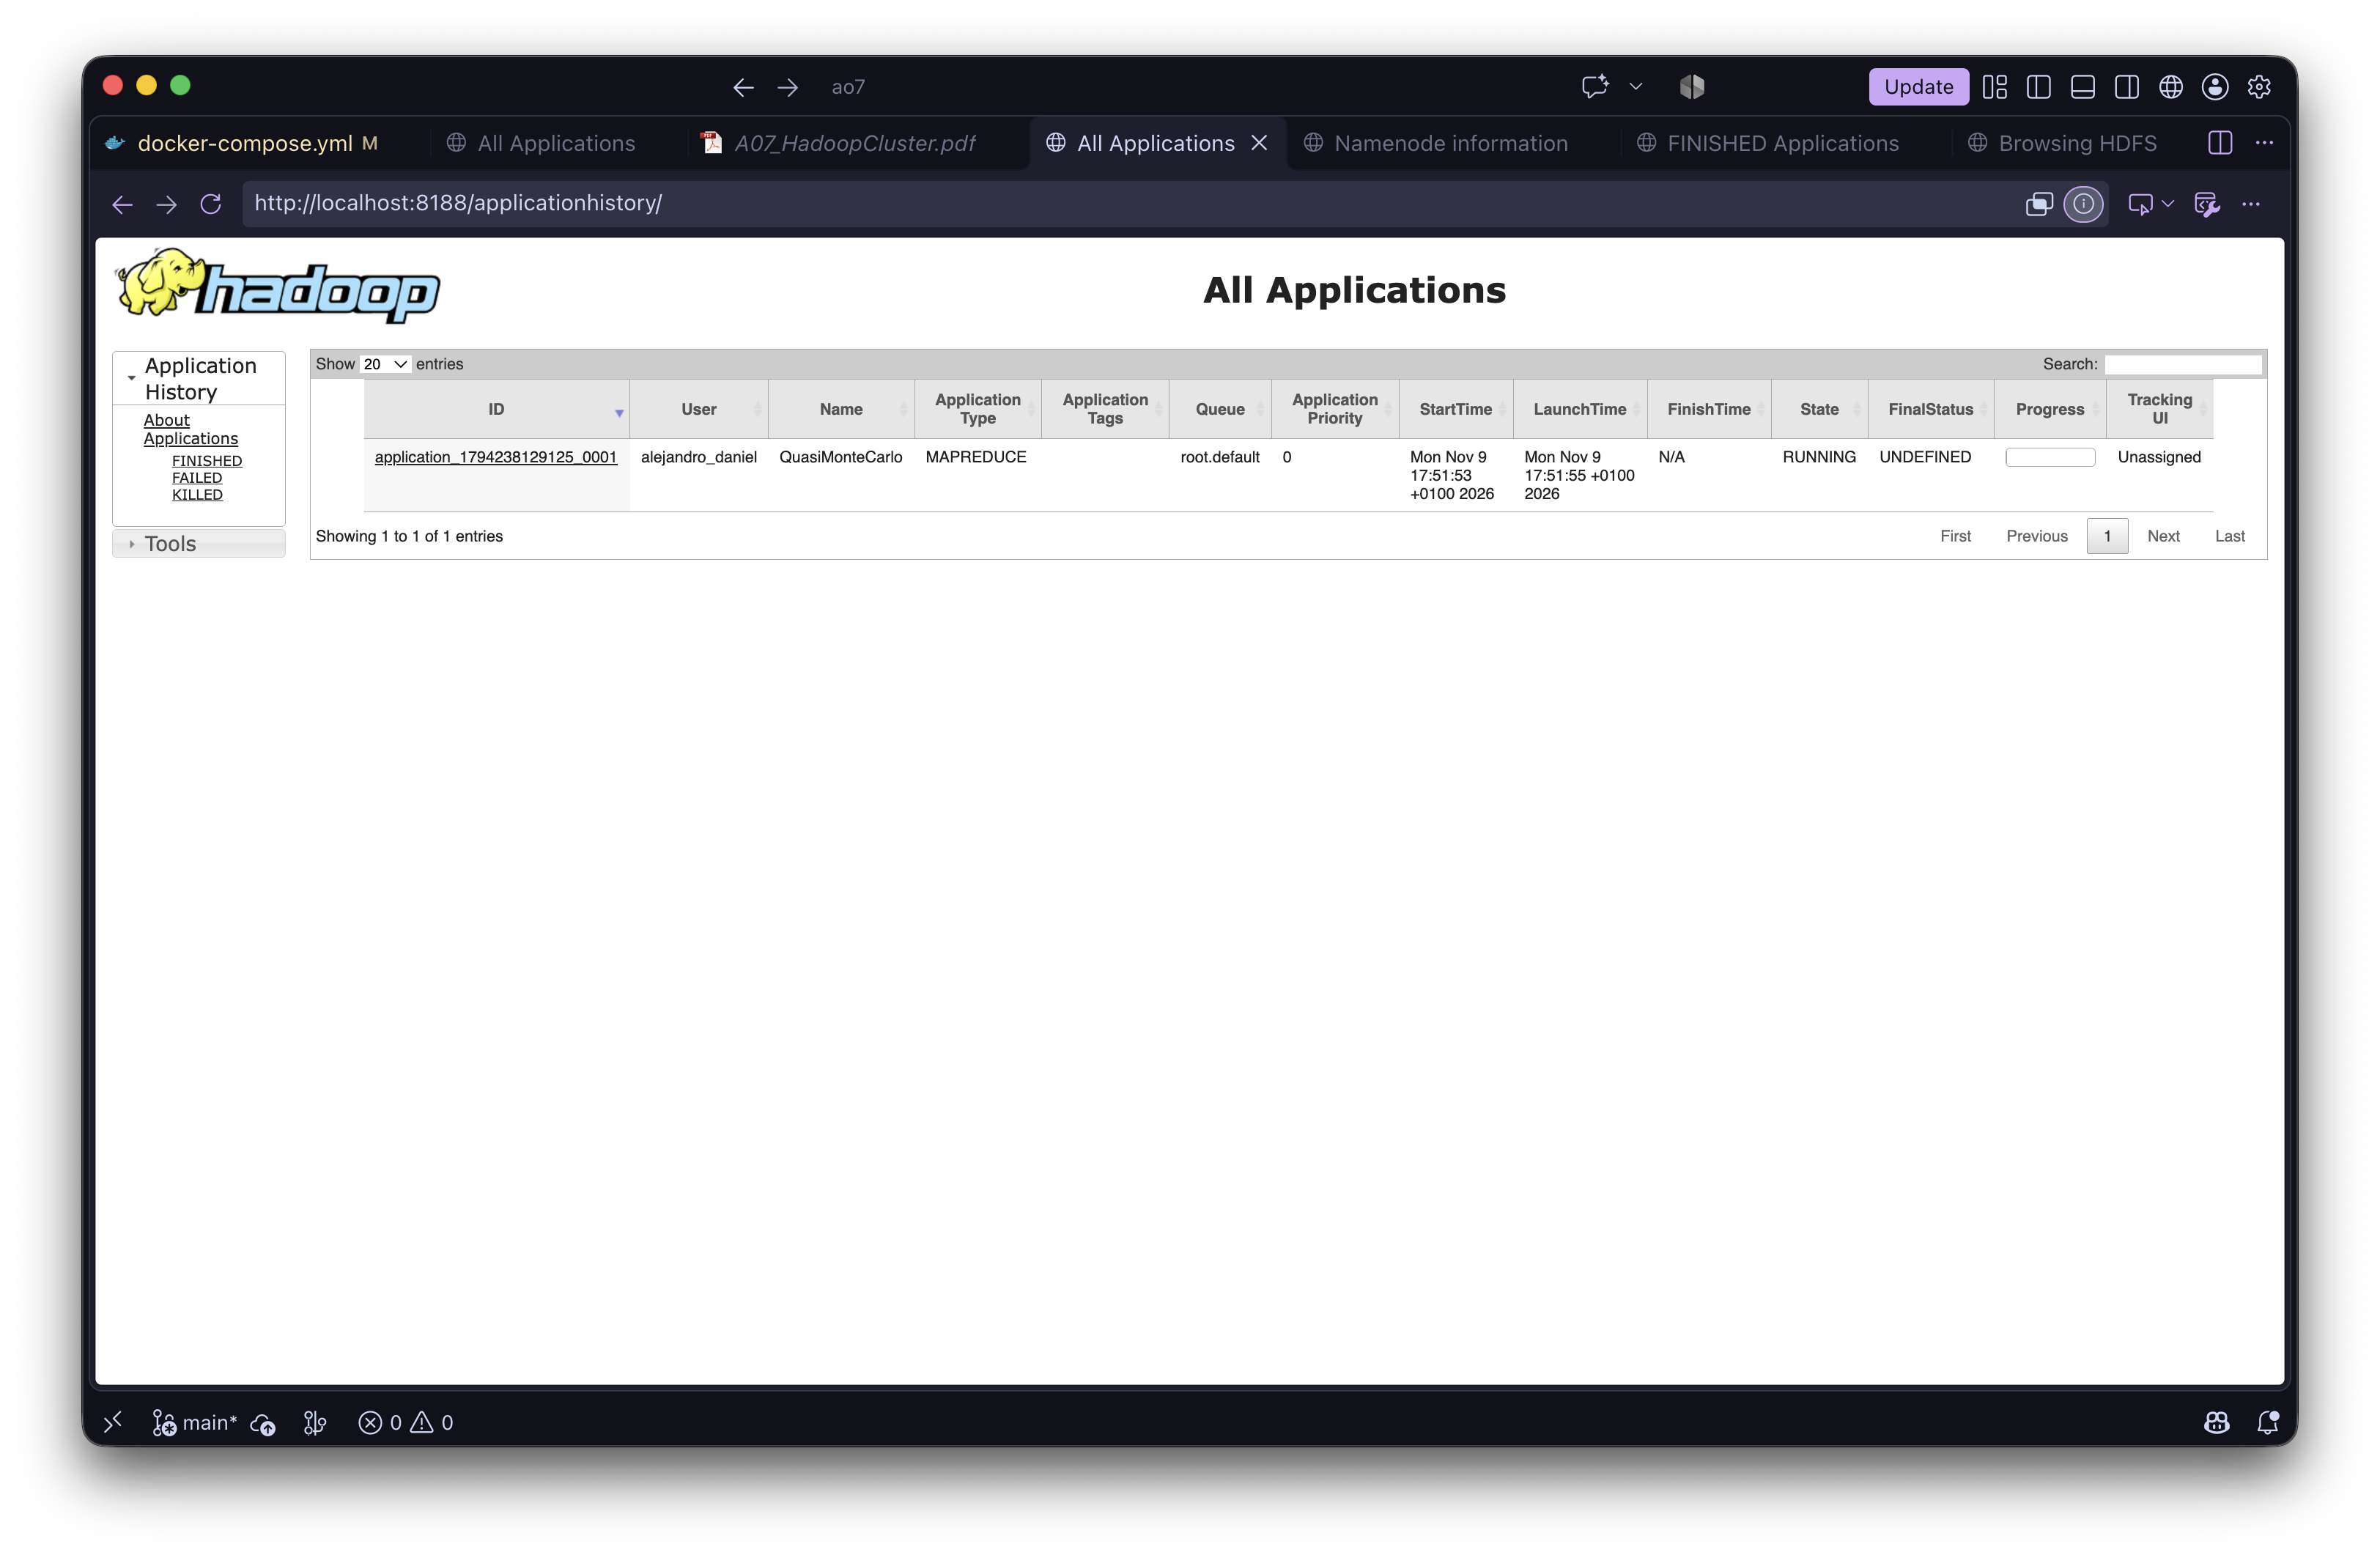 ao7
Update
docker-compose.yml M
All Applications
A07_HadoopCluster.pdf
All Applications
Namenode information
FINISHED Applications
Browsing HDFS
http://localhost:8188/applicationhistory/
hadoop
All Applications
Application
History
About
Applications
FINISHED
FAILED
KILLED
Tools
Show 20 entries
Search:
ID User Name Application Type Application Tags Queue Application Priority StartTime LaunchTime FinishTime State FinalStatus Progress Tracking UI
application_1794238129125_0001 alejandro_daniel QuasiMonteCarlo MAPREDUCE root.default 0 Mon Nov 9 17:51:53 +0100 2026 Mon Nov 9 17:51:55 +0100 2026 N/A RUNNING UNDEFINED Unassigned
Showing 1 to 1 of 1 entries
First Previous 1 Next Last
main* 0 0